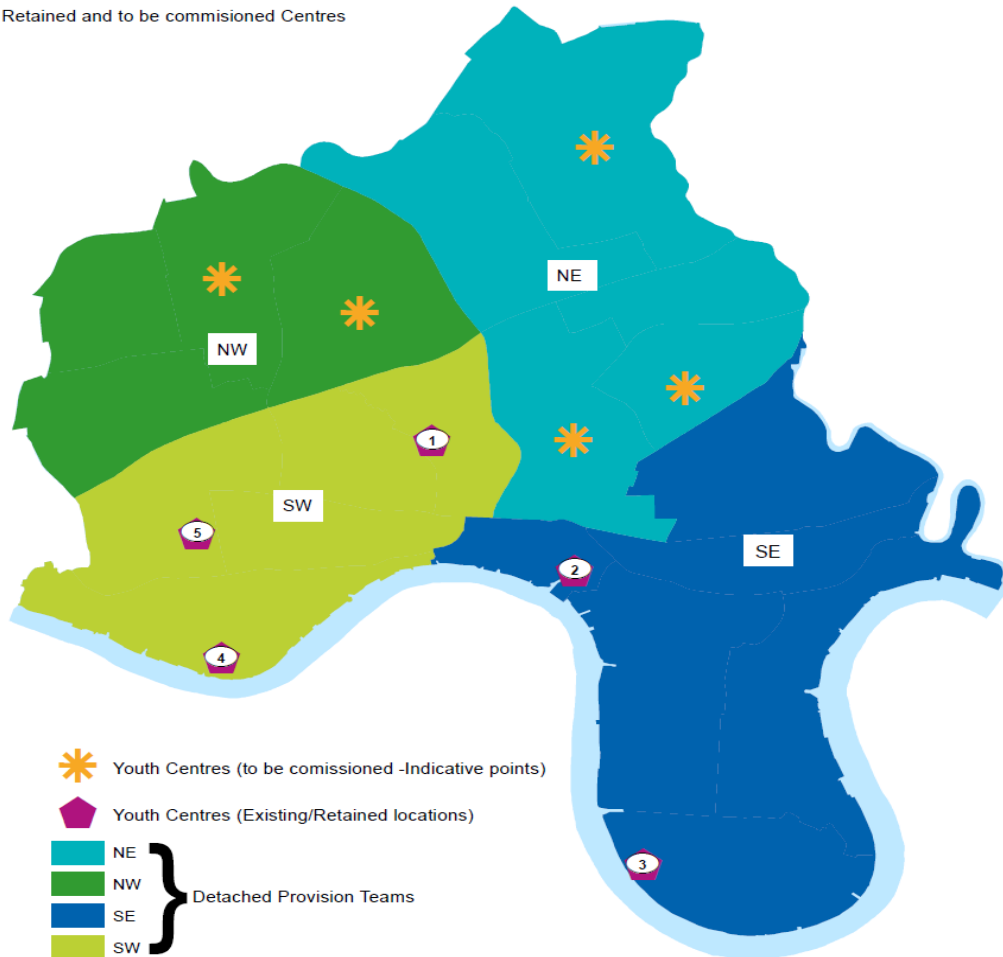 Retained and to be commisioned Centres
NE
NW
1
SW
5
SE
2
4
Youth Centres (to be comissioned -Indicative points)
Youth Centres (Existing/Retained locations)
3
NE
NW
Detached Provision Teams
SE
SW